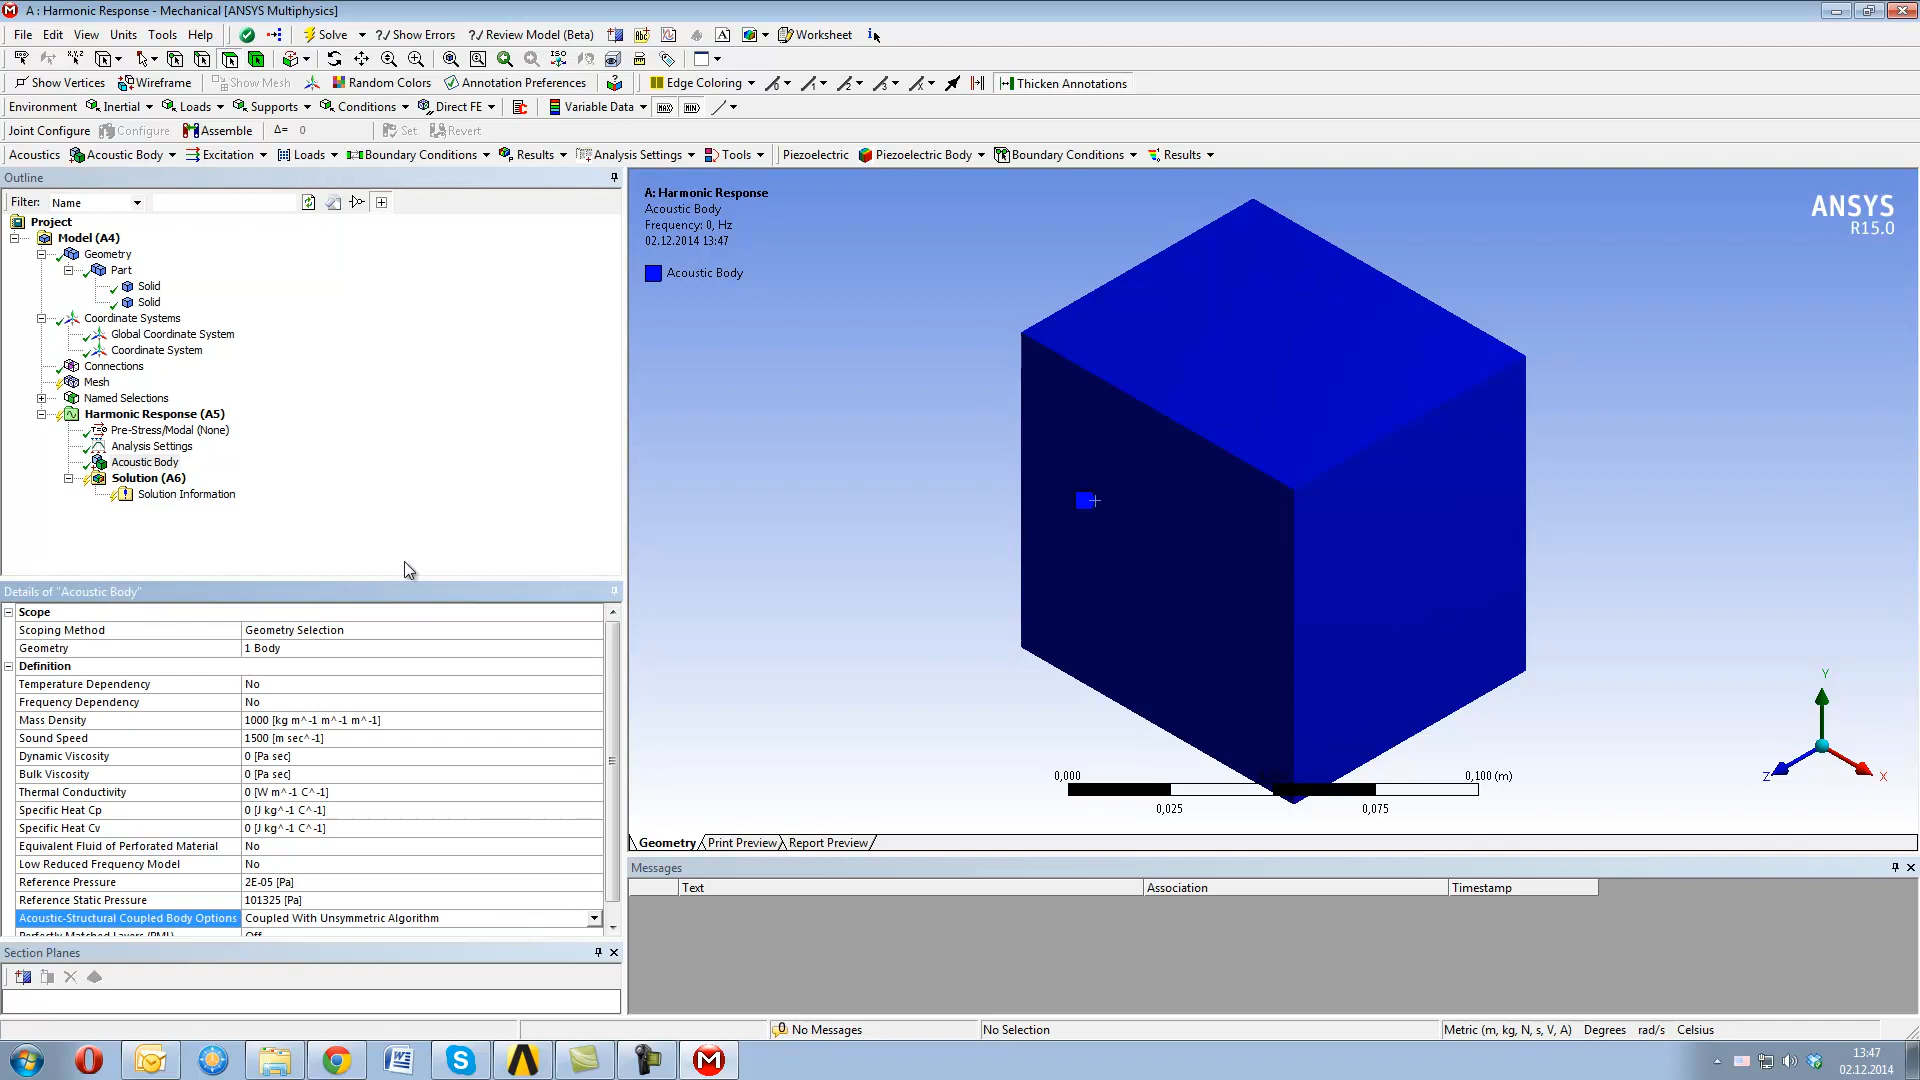 A : Harmonic Response - Mechanical [ANSYS Multiphysics]
File Edit View Units Tools Help Solve ?/ Show Errors ?/ Review Model (Beta) A Worksheet
Show Vertices Wireframe Show Mesh Random Colors Annotation Preferences Edge Coloring Thicken Annotations
Environment Inertial Loads Supports Conditions Direct FE Variable Data MAX MIN
Joint Configure Configure Assemble Δ= 0 Set Revert
Acoustics Acoustic Body Excitation Loads Boundary Conditions Results Analysis Settings Tools Piezoelectric Piezoelectric Body Boundary Conditions Results
Outline
Filter: Name
Project
Model (A4)
Geometry
Part
Solid
Solid
Coordinate Systems
Global Coordinate System
Coordinate System
Connections
Mesh
Named Selections
Harmonic Response (A5)
Pre-Stress/Modal (None)
Analysis Settings
Acoustic Body
Solution (A6)
Solution Information
Details of "Acoustic Body"
Scope
Scoping Method Geometry Selection
Geometry 1 Body
Definition
Temperature Dependency No
Frequency Dependency No
Mass Density 1000 [kg m^-1 m^-1 m^-1]
Sound Speed 1500 [m sec^-1]
Dynamic Viscosity 0 [Pa sec]
Bulk Viscosity 0 [Pa sec]
Thermal Conductivity 0 [W m^-1 C^-1]
Specific Heat Cp 0 [J kg^-1 C^-1]
Specific Heat Cv 0 [J kg^-1 C^-1]
Equivalent Fluid of Perforated Material No
Low Reduced Frequency Model No
Reference Pressure 2E-05 [Pa]
Reference Static Pressure 101325 [Pa]
Acoustic-Structural Coupled Body Options Coupled With Unsymmetric Algorithm
Perfectly Matched Layers (PML) Off
Section Planes
A: Harmonic Response
Acoustic Body
Frequency: 0, Hz
02.12.2014 13:47
Acoustic Body
ANSYS
R15.0
0,000 0,100 (m)
0,025 0,075
Y
Z X
Geometry Print Preview Report Preview
Messages
Text Association Timestamp
No Messages No Selection Metric (m, kg, N, s, V, A) Degrees rad/s Celsius
13:47
02.12.2014